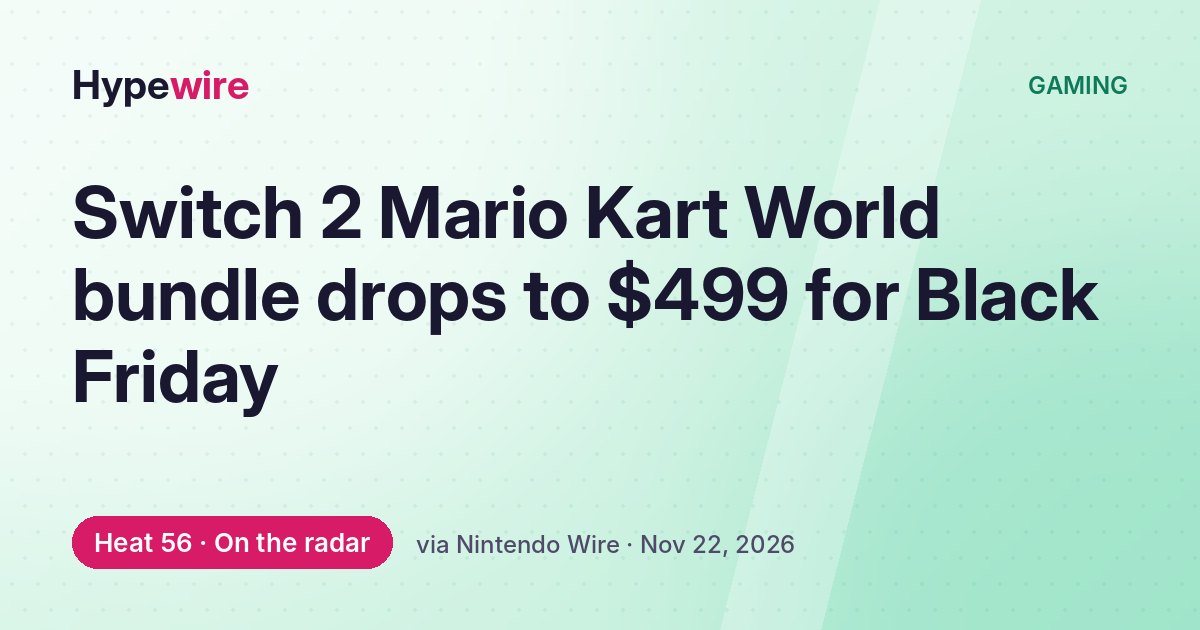 Hypewire
GAMING
Switch 2 Mario Kart World
bundle drops to $499 for Black
Friday
Heat 56 · On the radar
via Nintendo Wire · Nov 22, 2026